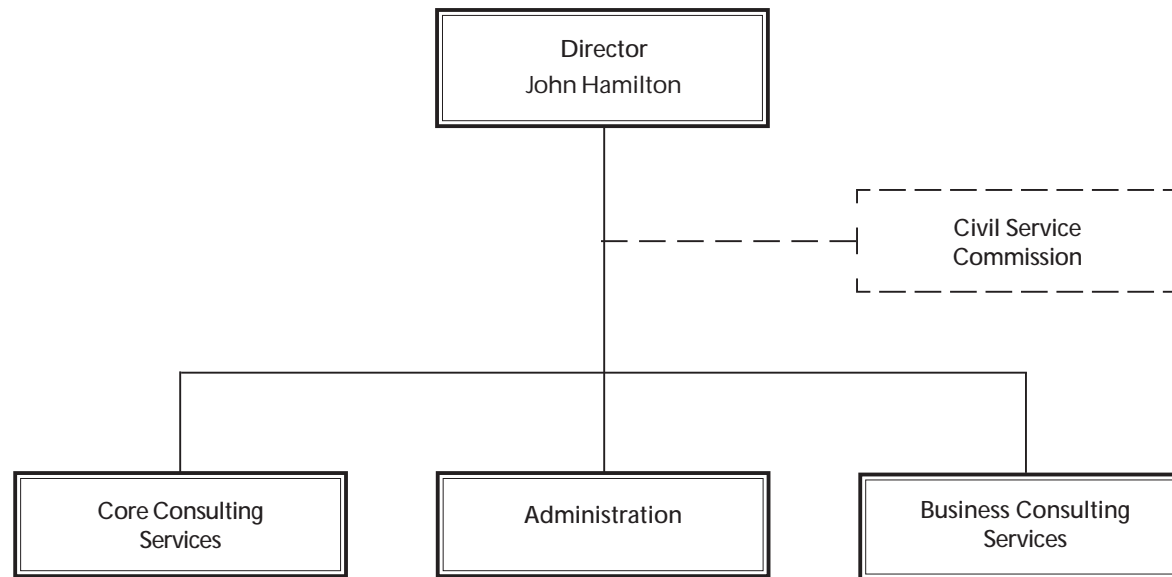 Director
John Hamilton
Civil Service
Commission
Core Consulting
Services
Administration
Business Consulting
Services